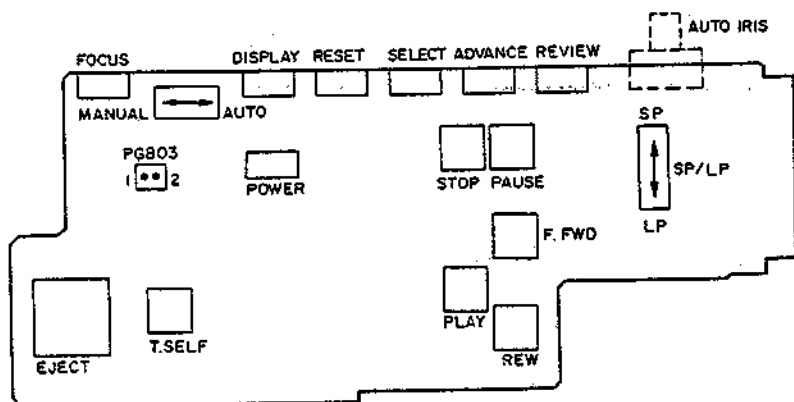 AUTO IRIS
FOCUS
DISPLAY RESET SELECT ADVANCE REVIEW
MANUAL AUTO
SP
PG803
1 2
POWER
STOP PAUSE
SP/LP
LP
F. FWD
PLAY
T.SELF
REW
EJECT